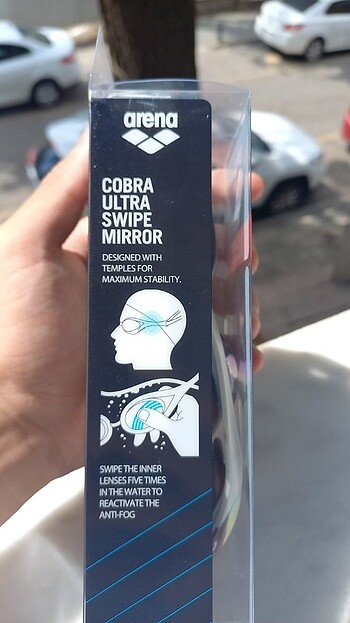 arena
COBRA
ULTRA
SWIPE
MIRROR
DESIGNED WITH
TEMPLES FOR
MAXIMUM STABILITY.
SWIPE THE INNER
LENSES FIVE TIMES
IN THE WATER TO
REACTIVATE THE
ANTI-FOG